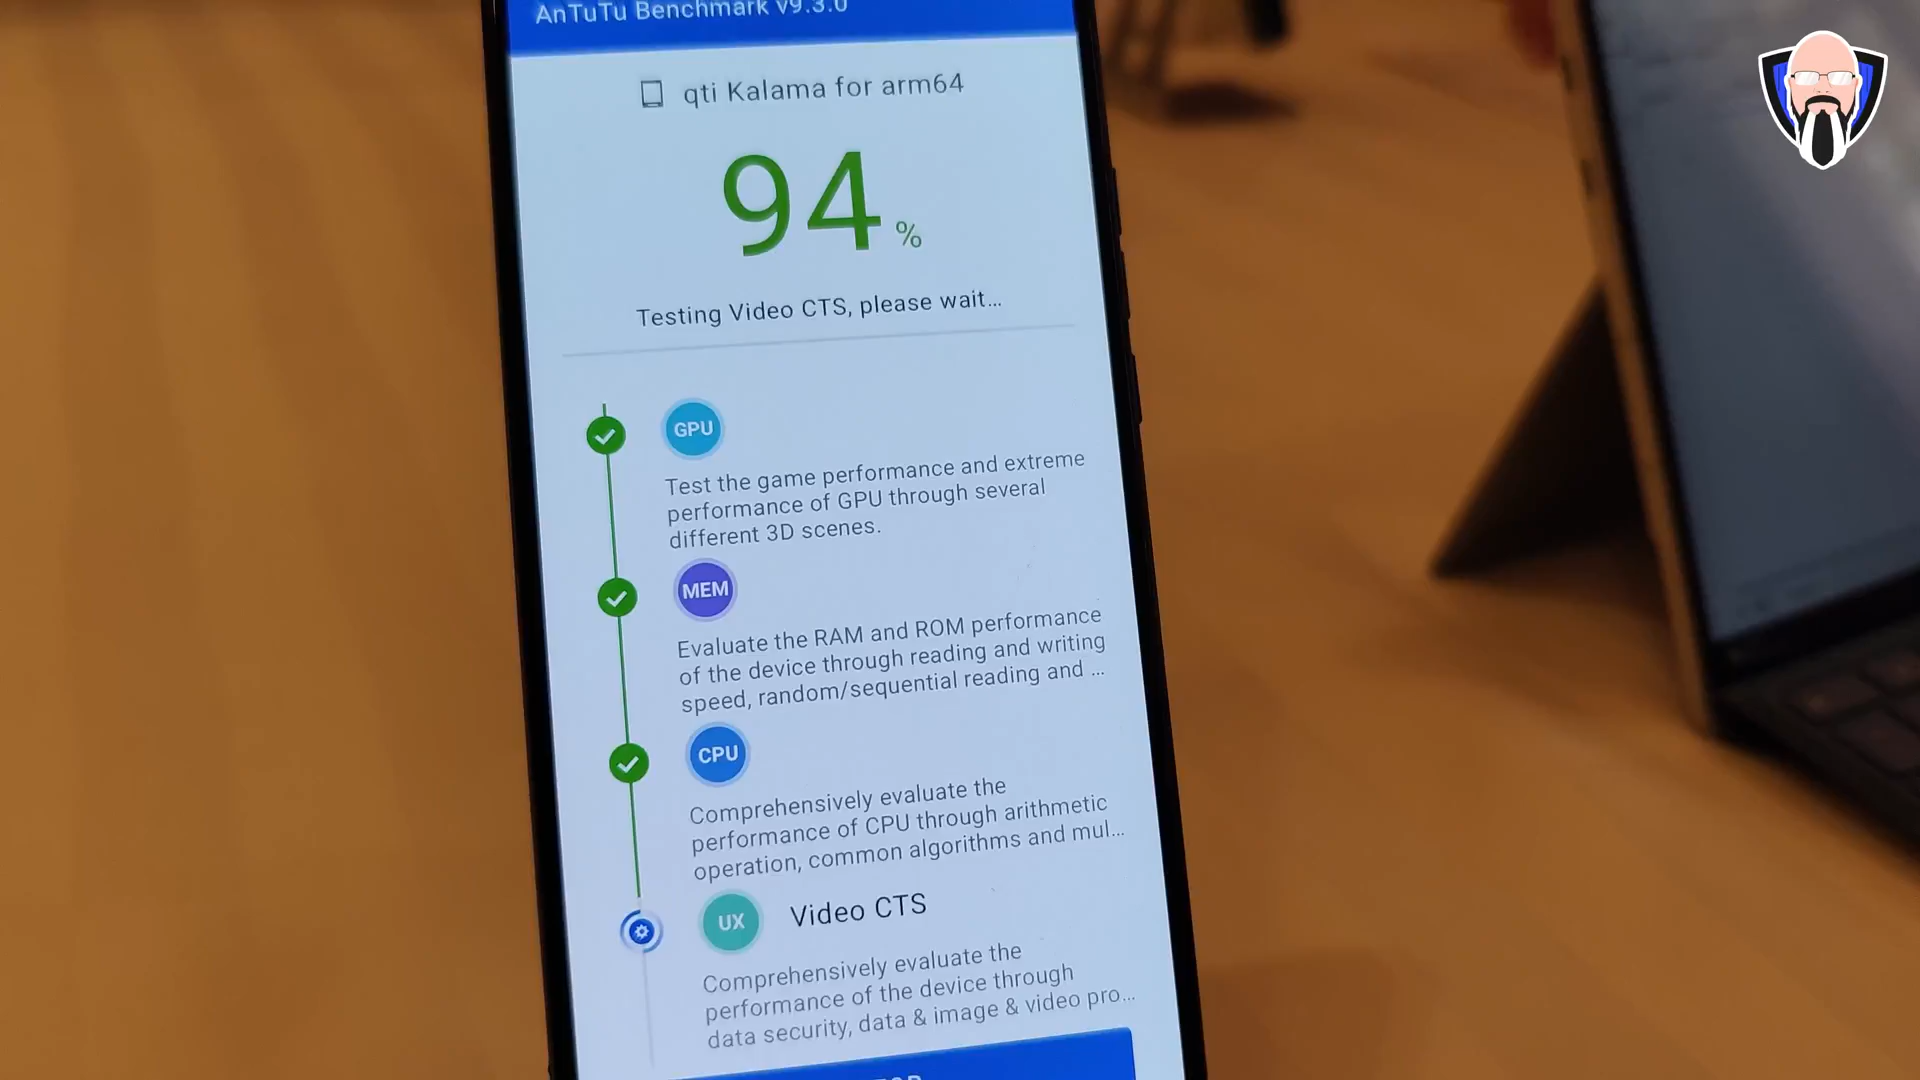 AnTuTu Benchmark v9.3.0
qti Kalama for arm64
94 %
Testing Video CTS, please wait...
GPU
Test the game performance and extreme
performance of GPU through several
different 3D scenes.
MEM
Evaluate the RAM and ROM performance
of the device through reading and writing
speed, random/sequential reading and ...
CPU
Comprehensively evaluate the
performance of CPU through arithmetic
operation, common algorithms and mul...
UX Video CTS
Comprehensively evaluate the
performance of the device through
data security, data & image & video pro...